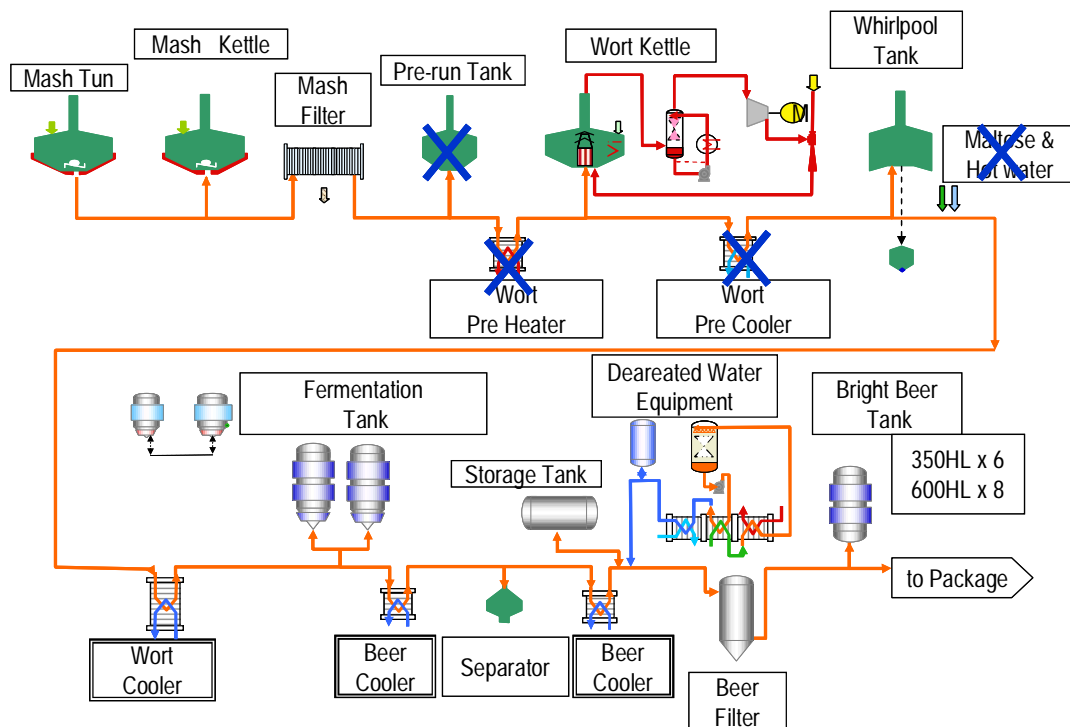 Mash Tun
Mash Kettle
Mash
Filter
Pre-run Tank
Wort Kettle
M
Whirlpool
Tank
Maltose &
Hot water
Wort
Pre Heater
Wort
Pre Cooler
Fermentation
Tank
Storage Tank
Deareated Water
Equipment
Bright Beer
Tank
350HL x 6
600HL x 8
to Package
Wort
Cooler
Beer
Cooler
Separator
Beer
Cooler
Beer
Filter